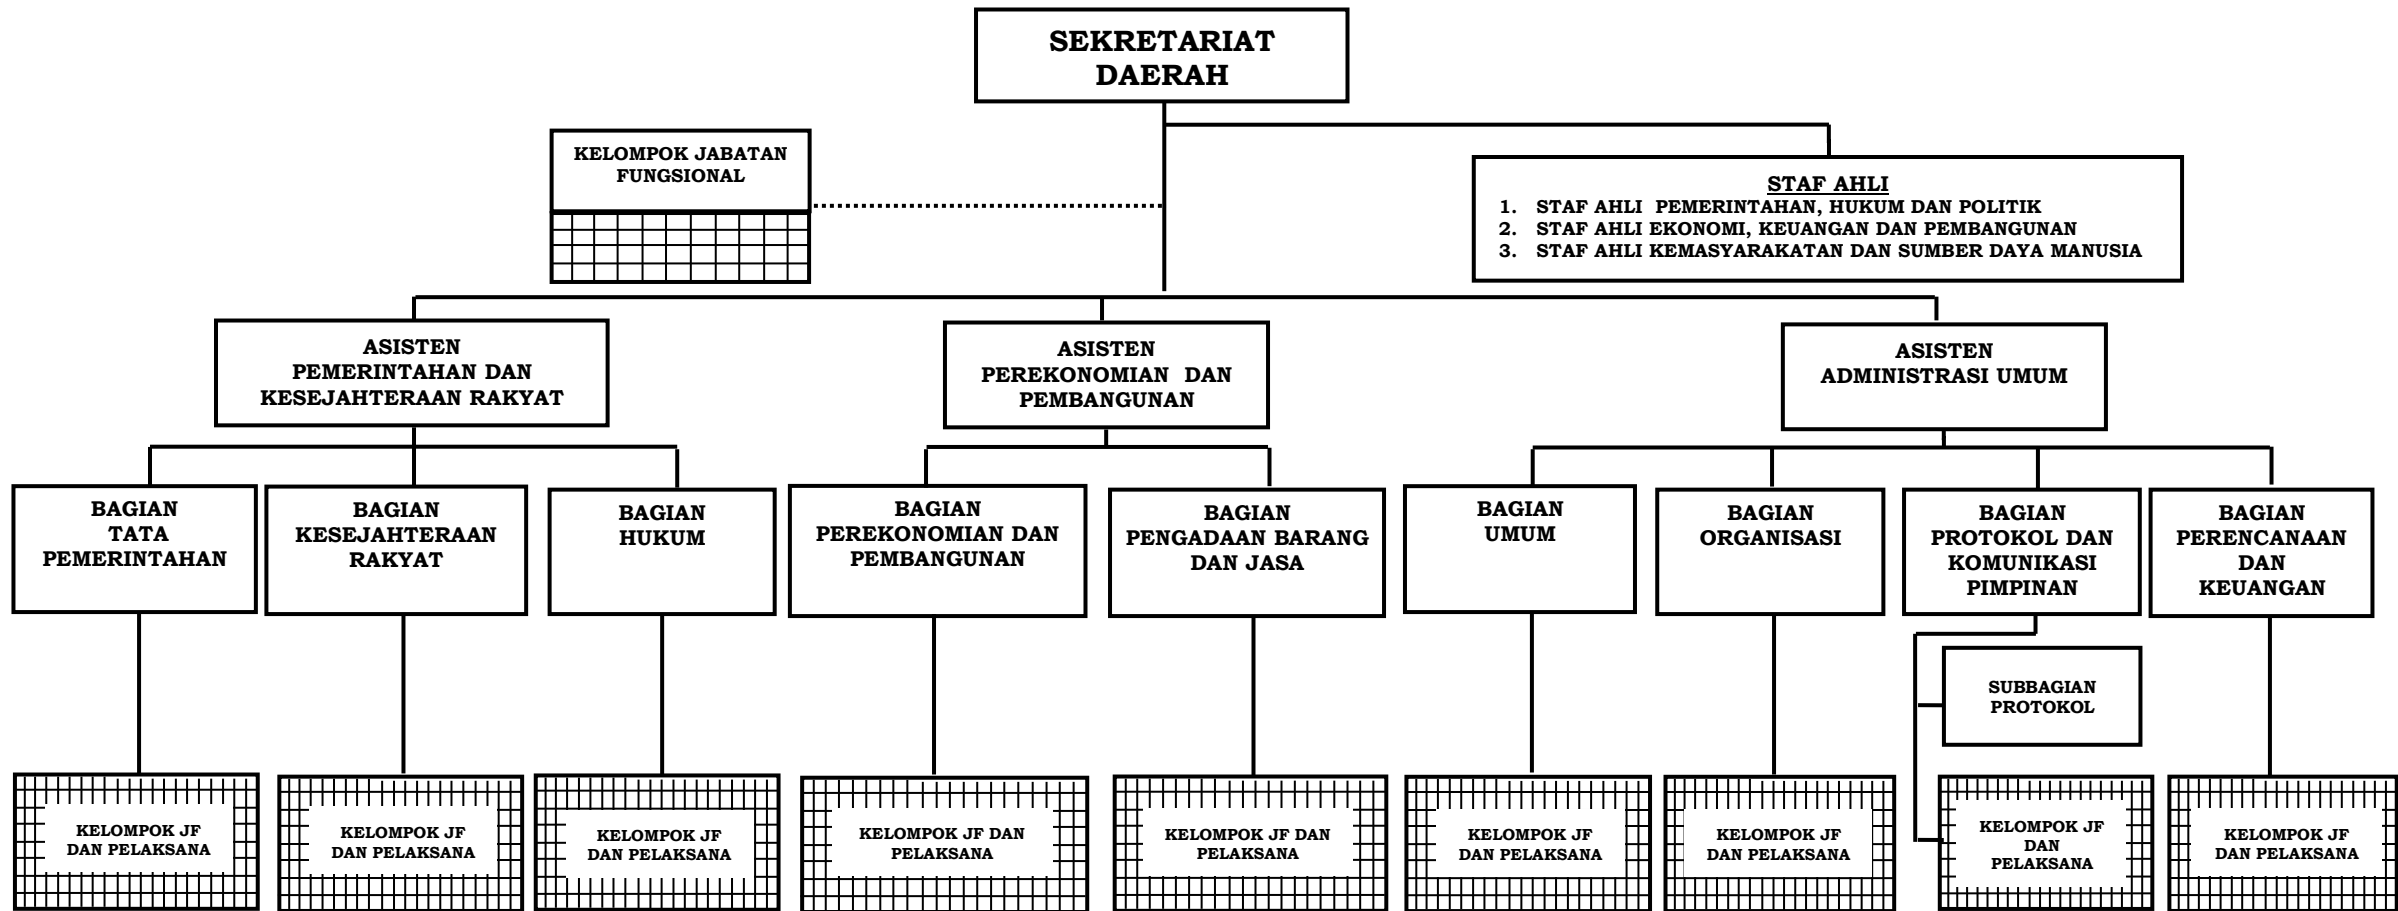 SEKRETARIAT
DAERAH
KELOMPOK JABATAN
FUNGSIONAL
STAF AHLI
1. STAF AHLI PEMERINTAHAN, HUKUM DAN POLITIK
2. STAF AHLI EKONOMI, KEUANGAN DAN PEMBANGUNAN
3. STAF AHLI KEMASYARAKATAN DAN SUMBER DAYA MANUSIA
ASISTEN
PEMERINTAHAN DAN
KESEJAHTERAAN RAKYAT
ASISTEN
PEREKONOMIAN DAN
PEMBANGUNAN
ASISTEN
ADMINISTRASI UMUM
BAGIAN
TATA
PEMERINTAHAN
BAGIAN
KESEJAHTERAAN
RAKYAT
BAGIAN
HUKUM
BAGIAN
PEREKONOMIAN DAN
PEMBANGUNAN
BAGIAN
PENGADAAN BARANG
DAN JASA
BAGIAN
UMUM
BAGIAN
ORGANISASI
BAGIAN
PROTOKOL DAN
KOMUNIKASI
PIMPINAN
BAGIAN
PERENCANAAN
DAN
KEUANGAN
SUBBAGIAN
PROTOKOL
KELOMPOK JF
DAN PELAKSANA
KELOMPOK JF
DAN PELAKSANA
KELOMPOK JF
DAN PELAKSANA
KELOMPOK JF DAN
PELAKSANA
KELOMPOK JF DAN
PELAKSANA
KELOMPOK JF
DAN PELAKSANA
KELOMPOK JF
DAN PELAKSANA
KELOMPOK JF
DAN
PELAKSANA
KELOMPOK JF
DAN PELAKSANA